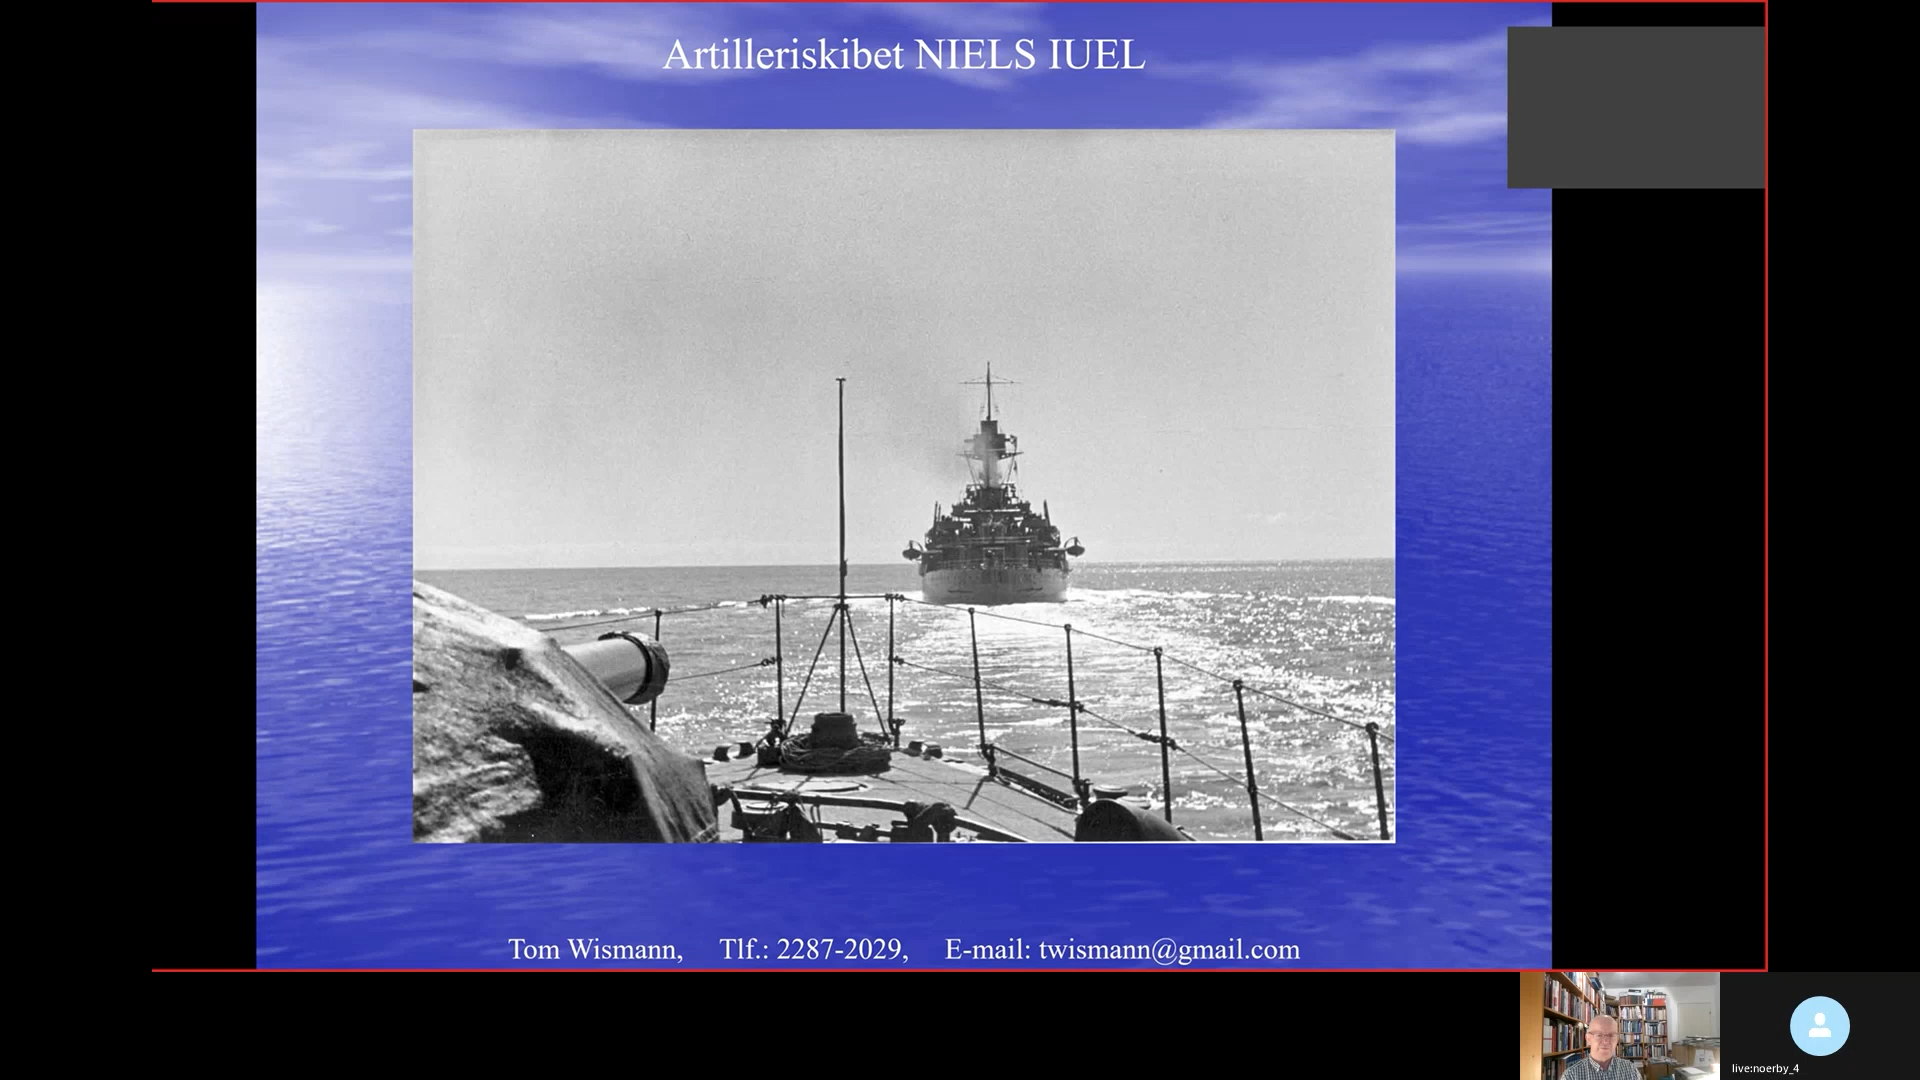 Artilleriskibet NIELS IUEL
Tom Wismann, Tlf.: 2287-2029, E-mail: twismann@gmail.com
live:noerby_4